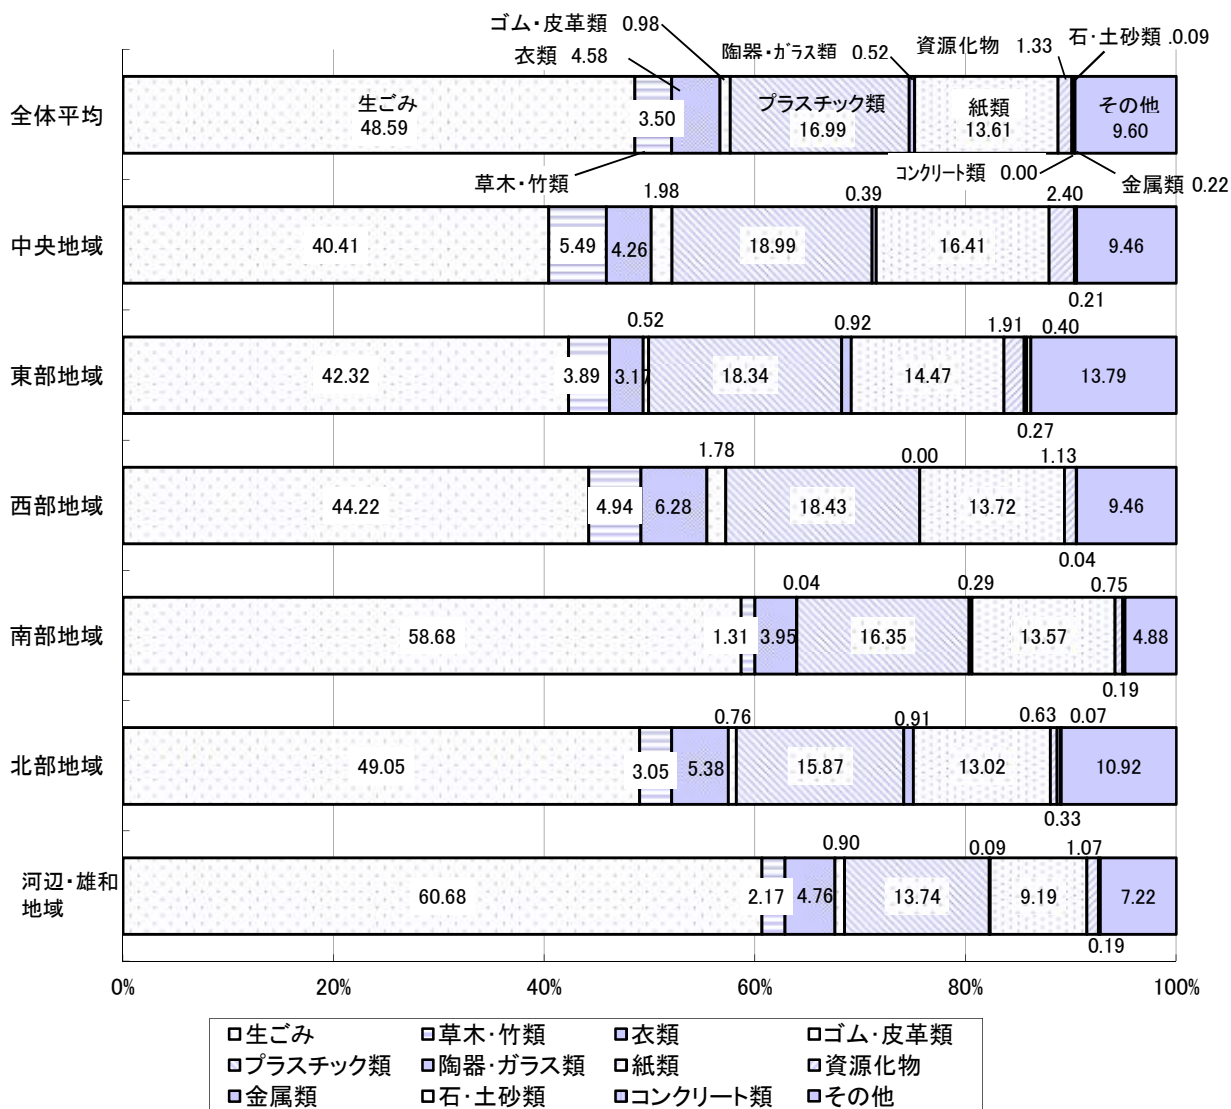 ゴム・皮革類 0.98
衣類 4.58
陶器・ガラス類 0.52
資源化物 1.33
石・土砂類 .0.09
全体平均
生ごみ
48.59
3.50
プラスチック類
16.99
紙類
13.61
その他
9.60
草木・竹類
コンクリート類 0.00
金属類 0.22
1.98
0.39
2.40
中央地域
40.41
5.49
4.26
18.99
16.41
9.46
0.21
0.52
0.92
1.91
0.40
東部地域
42.32
3.89
3.17
18.34
14.47
13.79
0.27
1.78
0.00
1.13
西部地域
44.22
4.94
6.28
18.43
13.72
9.46
0.04
0.04
0.29
0.75
南部地域
58.68
1.31
3.95
16.35
13.57
4.88
0.19
0.76
0.91
0.63
0.07
北部地域
49.05
3.05
5.38
15.87
13.02
10.92
0.33
0.90
0.09
1.07
河辺・雄和
地域
60.68
2.17
4.76
13.74
9.19
7.22
0.19
0%
20%
40%
60%
80%
100%
生ごみ
草木・竹類
衣類
ゴム・皮革類
プラスチック類
陶器・ガラス類
紙類
資源化物
金属類
石・土砂類
コンクリート類
その他